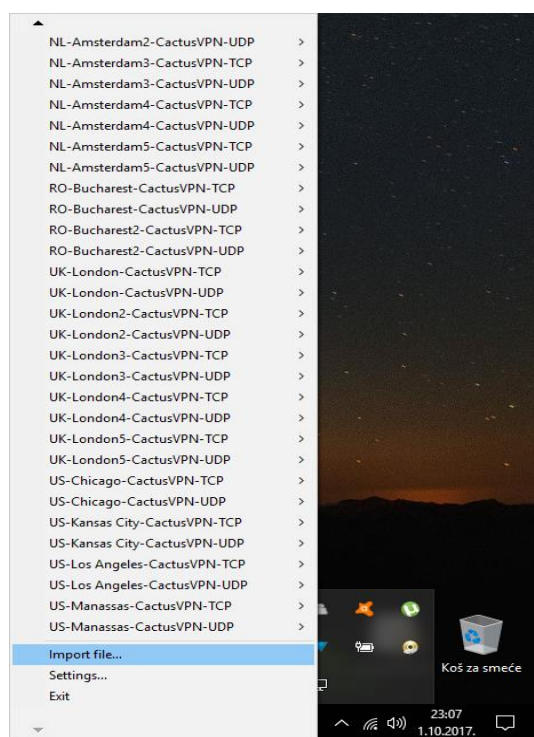 NL-Amsterdam2-CactusVPN-UDP
NL-Amsterdam3-CactusVPN-TCP
NL-Amsterdam3-CactusVPN-UDP
NL-Amsterdam4-CactusVPN-TCP
NL-Amsterdam4-CactusVPN-UDP
NL-Amsterdam5-CactusVPN-TCP
NL-Amsterdam5-CactusVPN-UDP
RO-Bucharest-CactusVPN-TCP
RO-Bucharest-CactusVPN-UDP
RO-Bucharest2-CactusVPN-TCP
RO-Bucharest2-CactusVPN-UDP
UK-London-CactusVPN-TCP
UK-London-CactusVPN-UDP
UK-London2-CactusVPN-TCP
UK-London2-CactusVPN-UDP
UK-London3-CactusVPN-TCP
UK-London3-CactusVPN-UDP
UK-London4-CactusVPN-TCP
UK-London4-CactusVPN-UDP
UK-London5-CactusVPN-TCP
UK-London5-CactusVPN-UDP
US-Chicago-CactusVPN-TCP
US-Chicago-CactusVPN-UDP
US-Kansas City-CactusVPN-TCP
US-Kansas City-CactusVPN-UDP
US-Los Angeles-CactusVPN-TCP
US-Los Angeles-CactusVPN-UDP
US-Manassas-CactusVPN-TCP
US-Manassas-CactusVPN-UDP
Import file...
Settings...
Exit
Koš za smeće
23:07
1.10.2017.